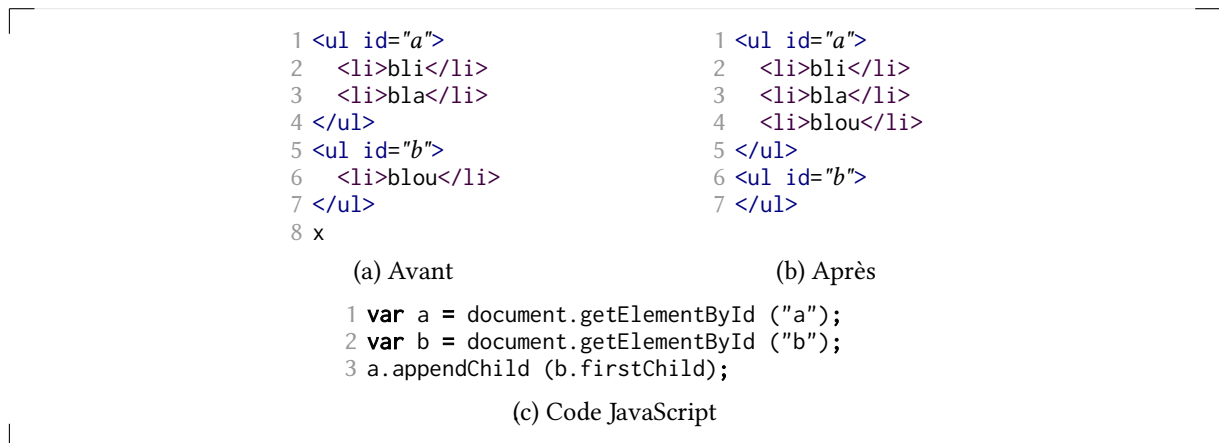 1 <ul id="a">
2   <li>bli</li>
3   <li>bla</li>
4 </ul>
5 <ul id="b">
6   <li>blou</li>
7 </ul>
8 x
(a) Avant
1 <ul id="a">
2   <li>bli</li>
3   <li>bla</li>
4   <li>blou</li>
5 </ul>
6 <ul id="b">
7 </ul>
(b) Après
1 var a = document.getElementById ("a");
2 var b = document.getElementById ("b");
3 a.appendChild (b.firstChild);
(c) Code JavaScript